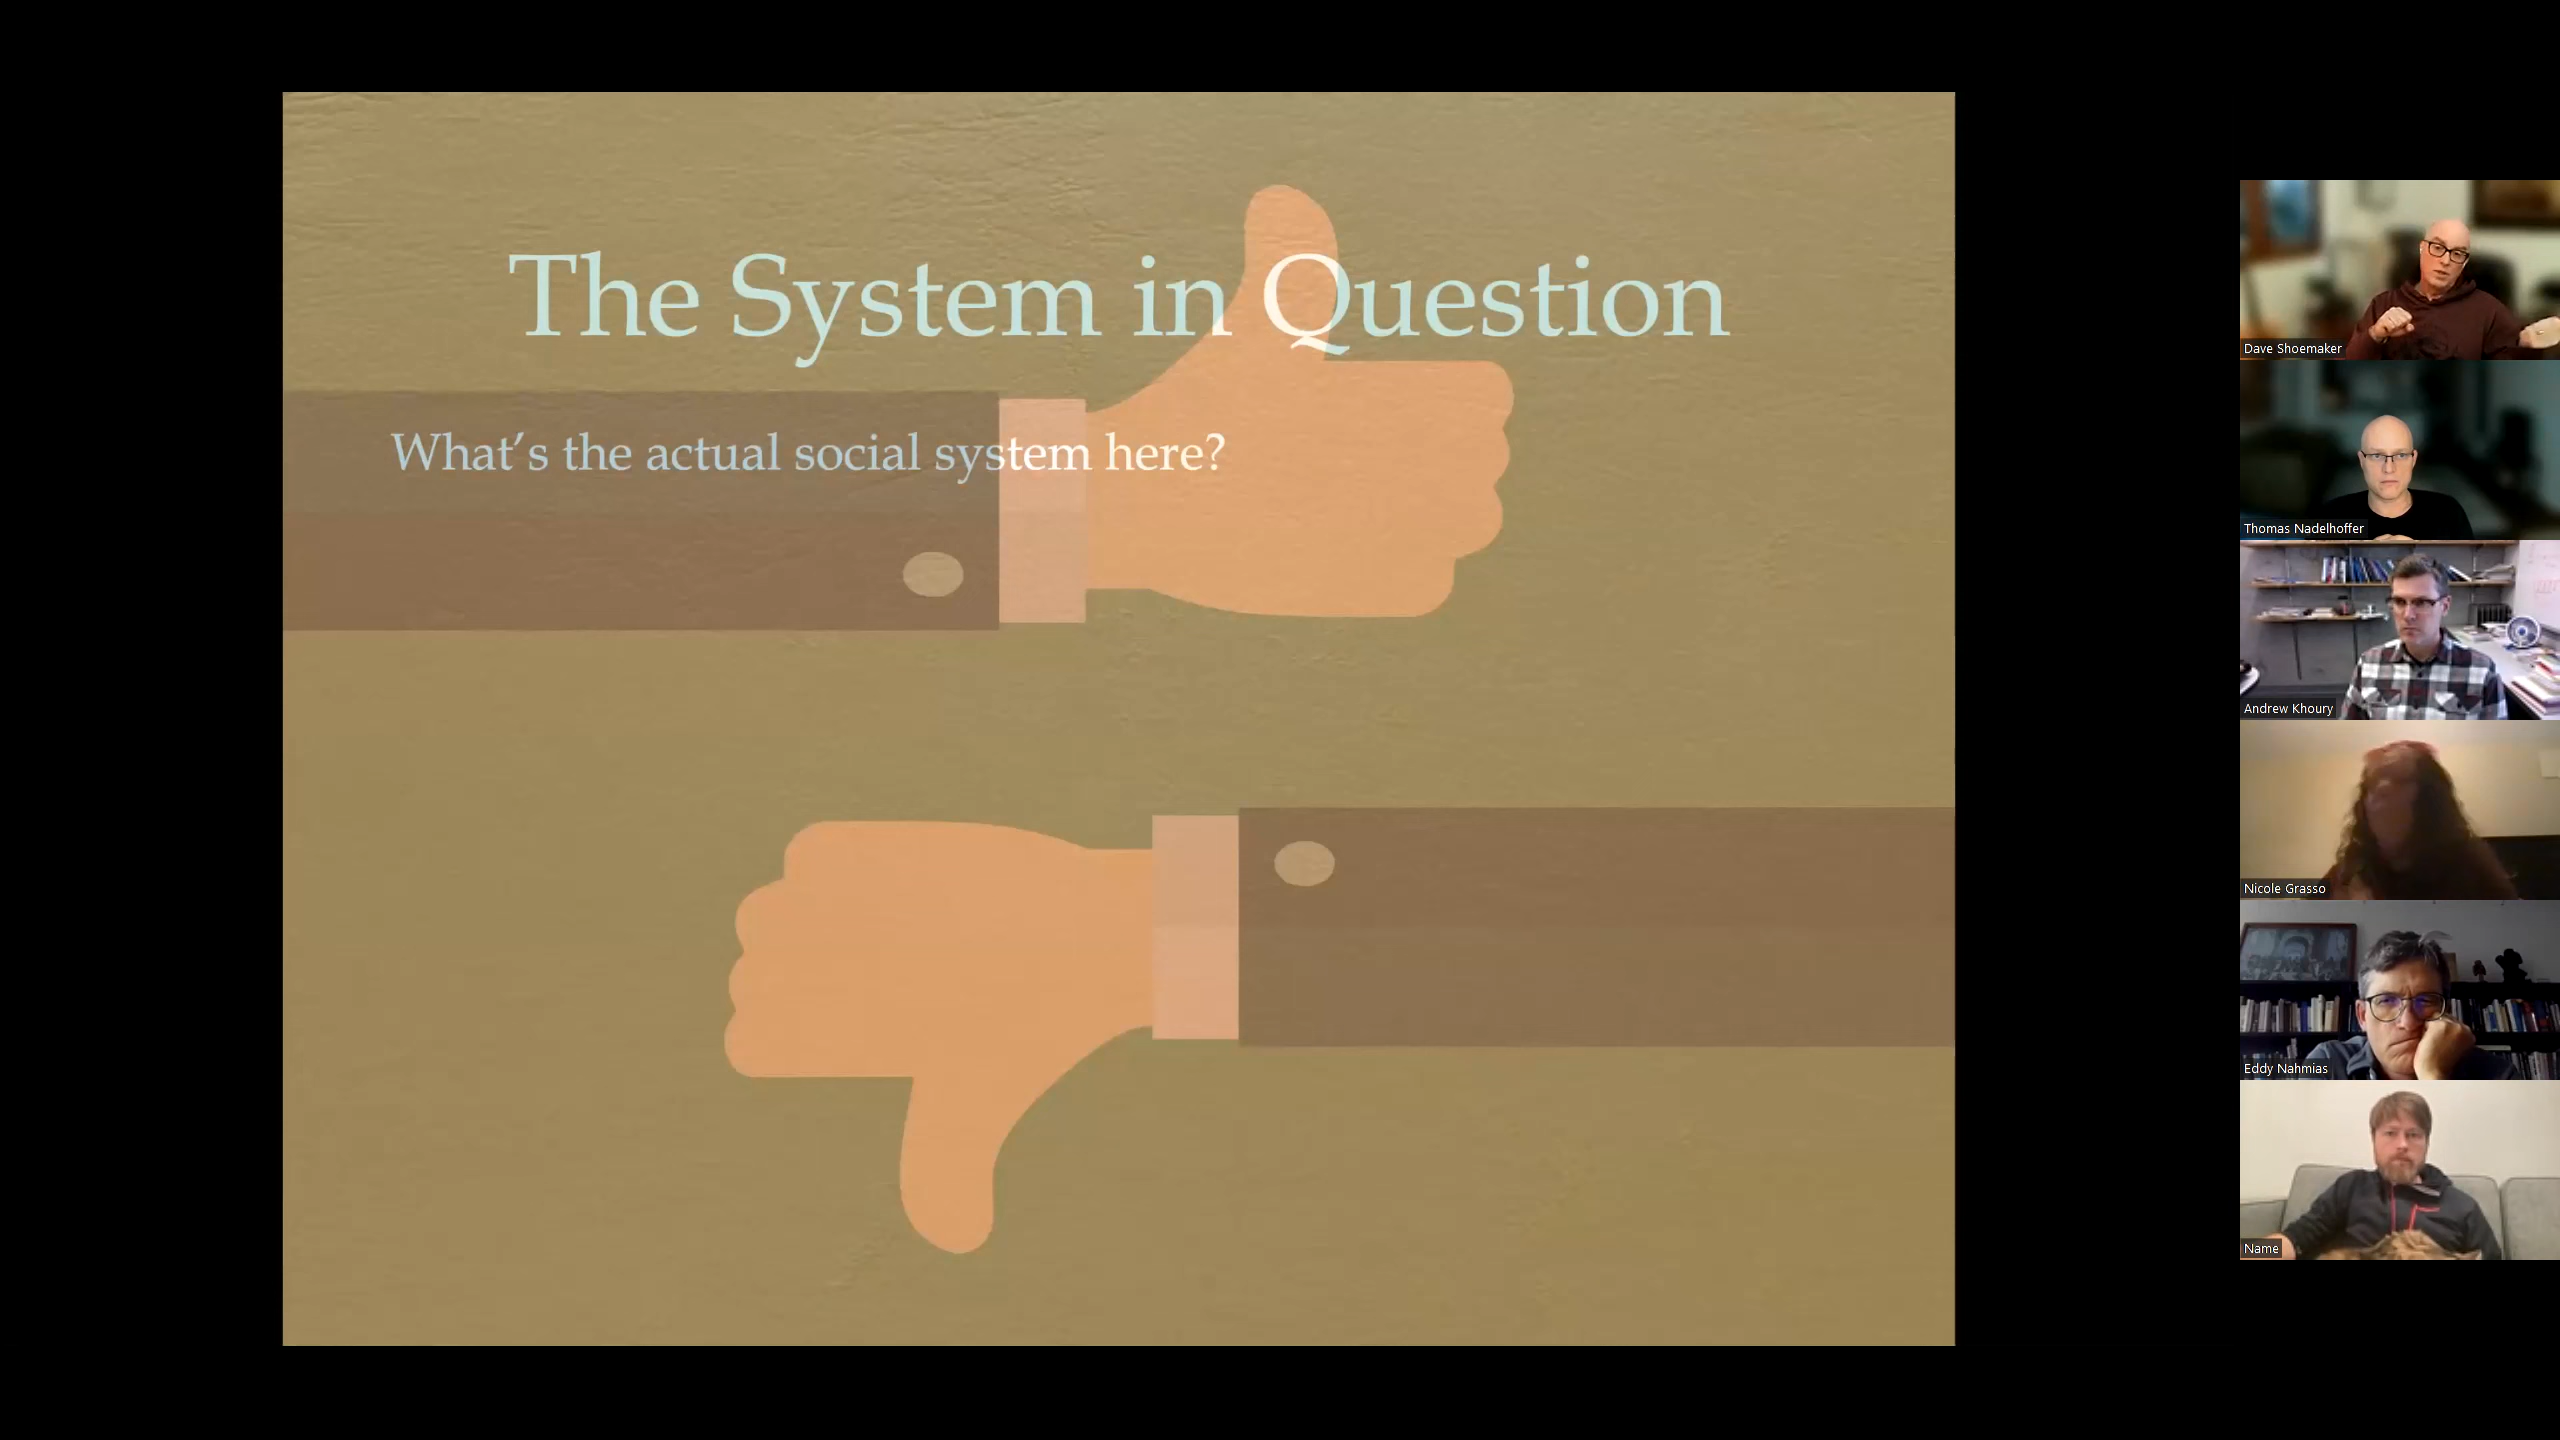 The System in Question
What's the actual social system here?
Dave Shoemaker
Thomas Nadelhoffer
Andrew Khoury
Nicole Grasso
Eddy Nahmias
Name